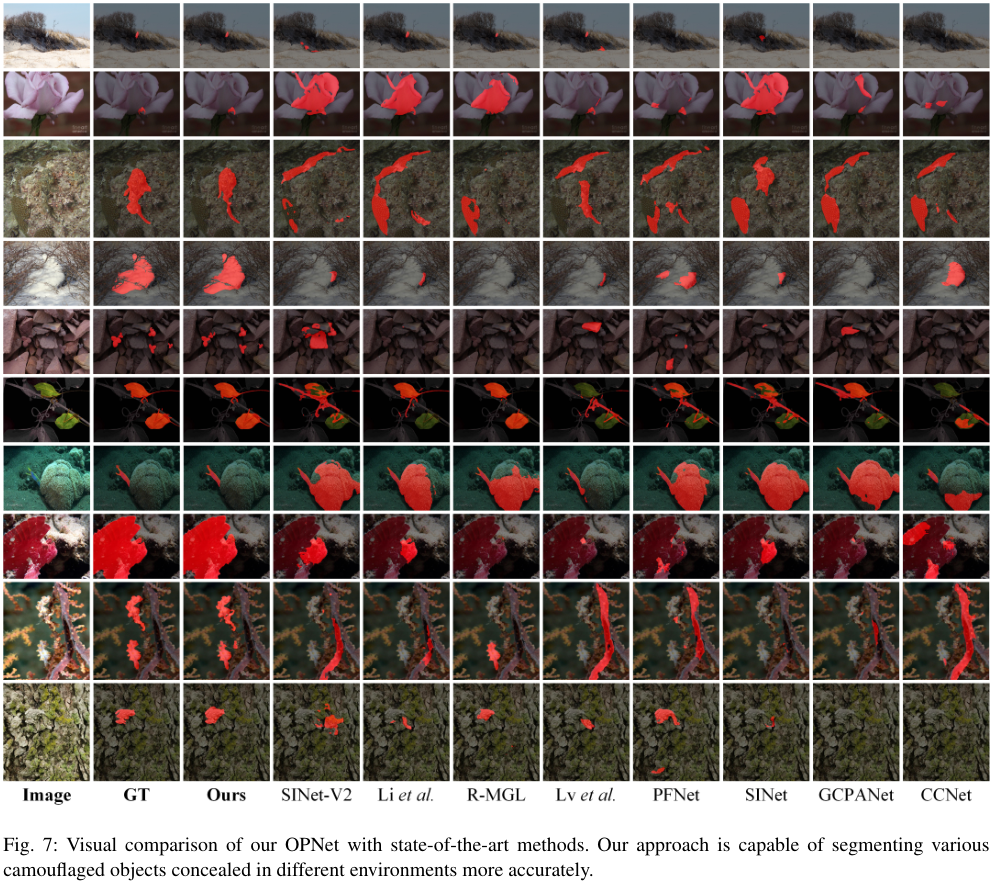 Image GT Ours SINet-V2 Li et al. R-MGL Lv et al. PFNet SINet GCPANet CCNet
Fig. 7: Visual comparison of our OPNet with state-of-the-art methods. Our approach is capable of segmenting various
camouflaged objects concealed in different environments more accurately.